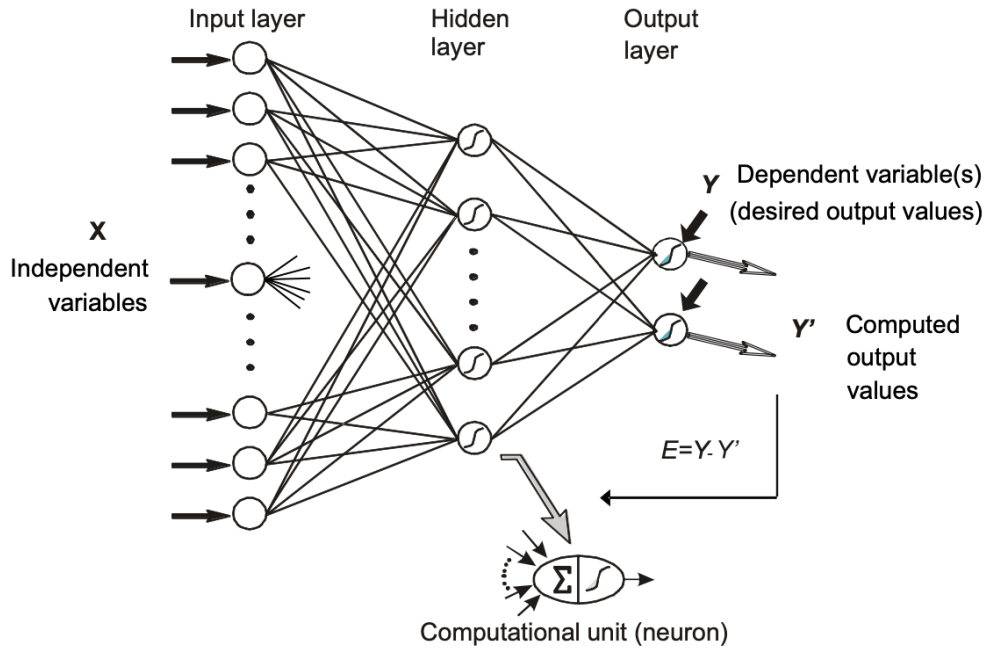 Input layer
Hidden
layer
Output
layer
X
Independent
variables
Y
Dependent variable(s)
(desired output values)
Y'
Computed
output
values
E=Y-Y'
Σ
Computational unit (neuron)